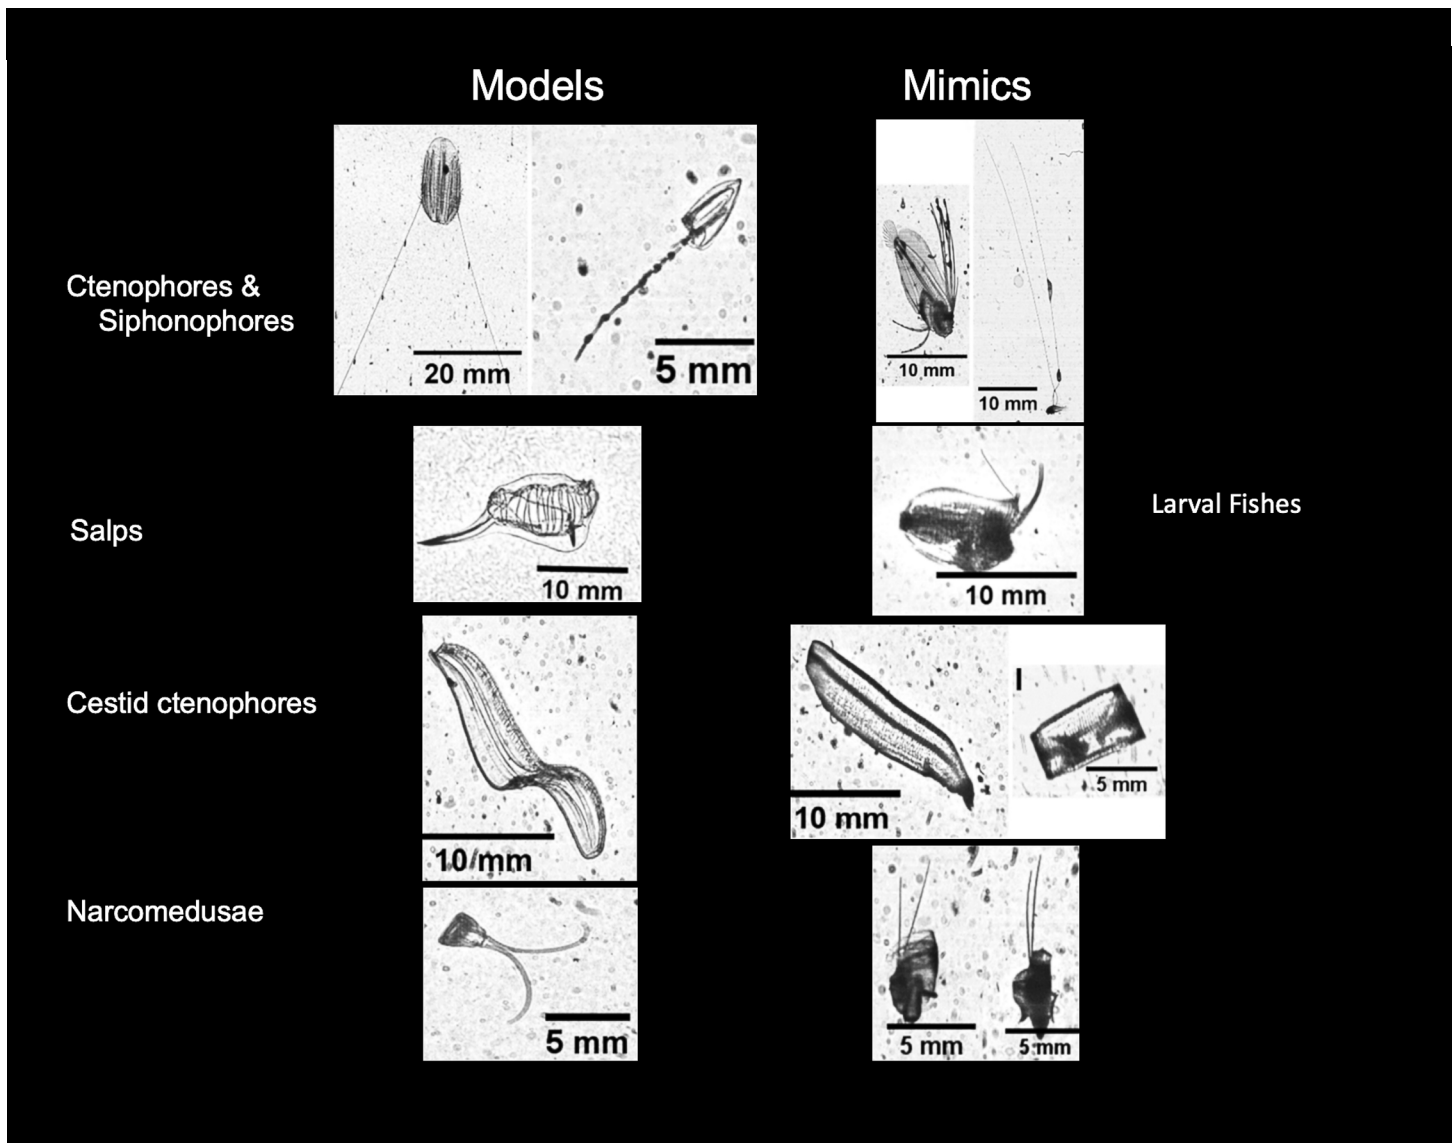 Models
Mimics
Ctenophores &
Siphonophores
20 mm
5 mm
10 mm
10 mm
Salps
10 mm
10 mm
Larval Fishes
Cestid ctenophores
10 mm
10 mm
I
5 mm
Narcomedusae
5 mm
5 mm
5 mm